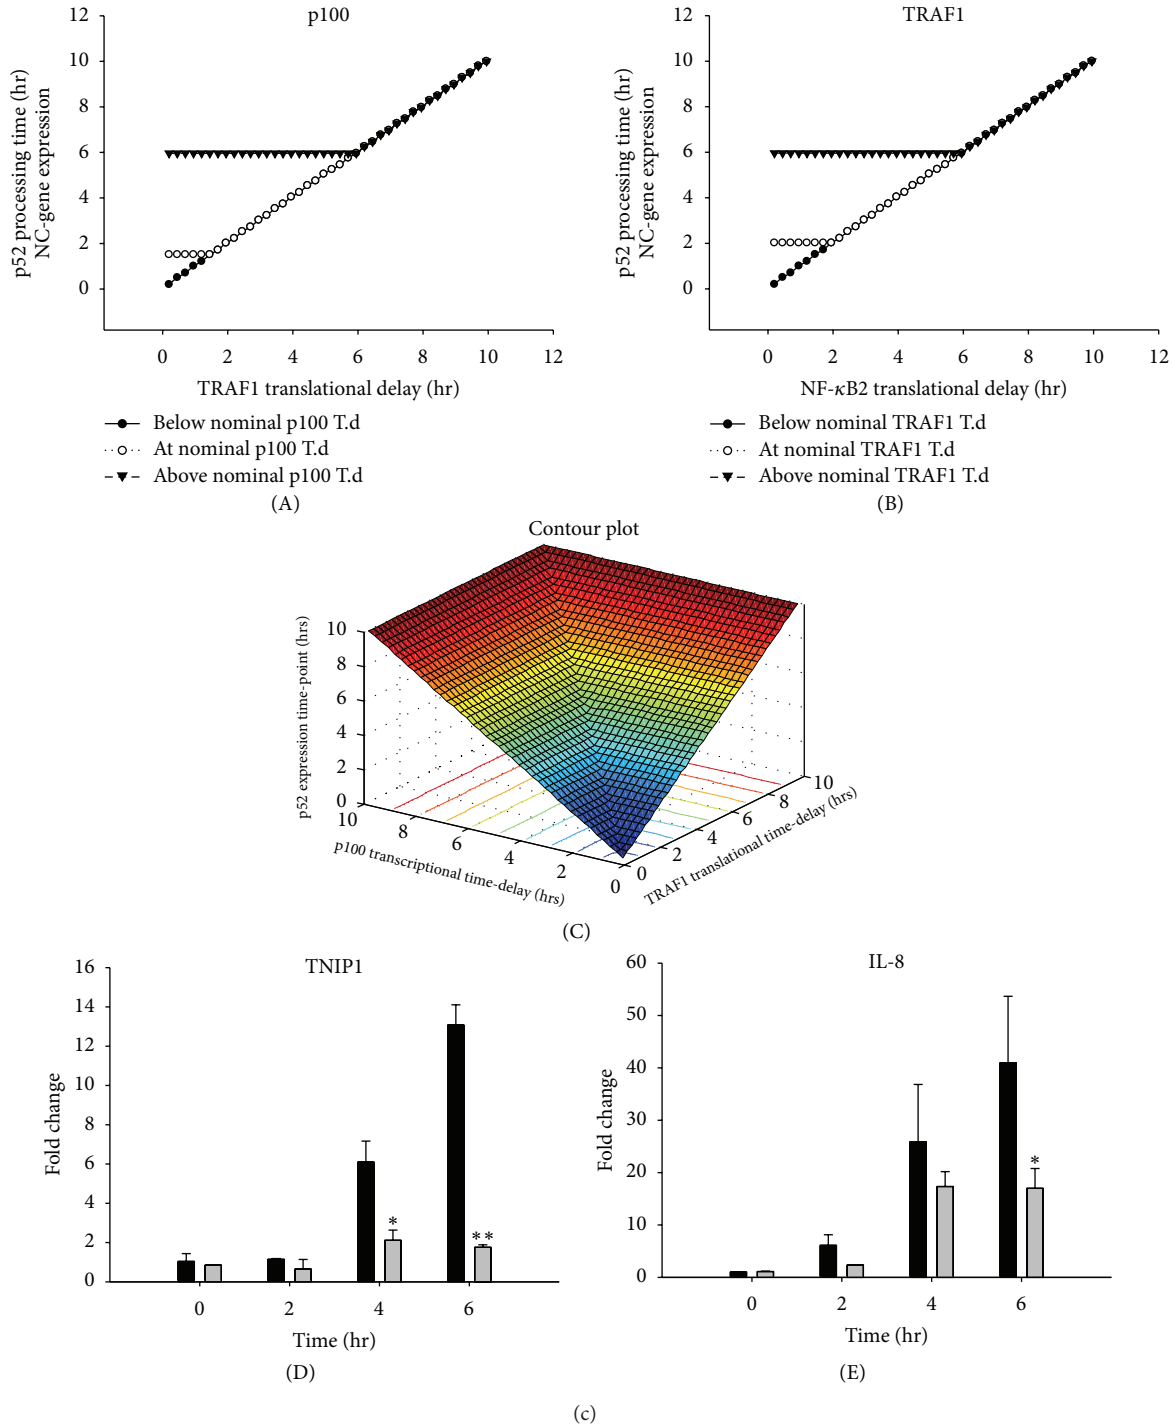 p100
12
10
8
6
4
2
0
p52 processing time (hr)
NC-gene expression
0 2 4 6 8 10 12
TRAF1 translational delay (hr)
Below nominal p100 T.d
At nominal p100 T.d
Above nominal p100 T.d
(A)
TRAF1
12
10
8
6
4
2
0
p52 processing time (hr)
NC-gene expression
0 2 4 6 8 10 12
NF-κB2 translational delay (hr)
Below nominal TRAF1 T.d
At nominal TRAF1 T.d
Above nominal TRAF1 T.d
(B)
Contour plot
10
8
6
4
2
0
p52 expression time-point (hrs)
10 8 6 4 2 0
p100 transcriptional time-delay (hrs)
0 2 4 6 8 10
TRAF1 translational time-delay (hrs)
(C)
TNIP1
16
14
12
10
8
6
4
2
0
Fold change
*
**
0 2 4 6
Time (hr)
(D)
IL-8
60
50
40
30
20
10
0
Fold change
*
0 2 4 6
Time (hr)
(E)
(c)